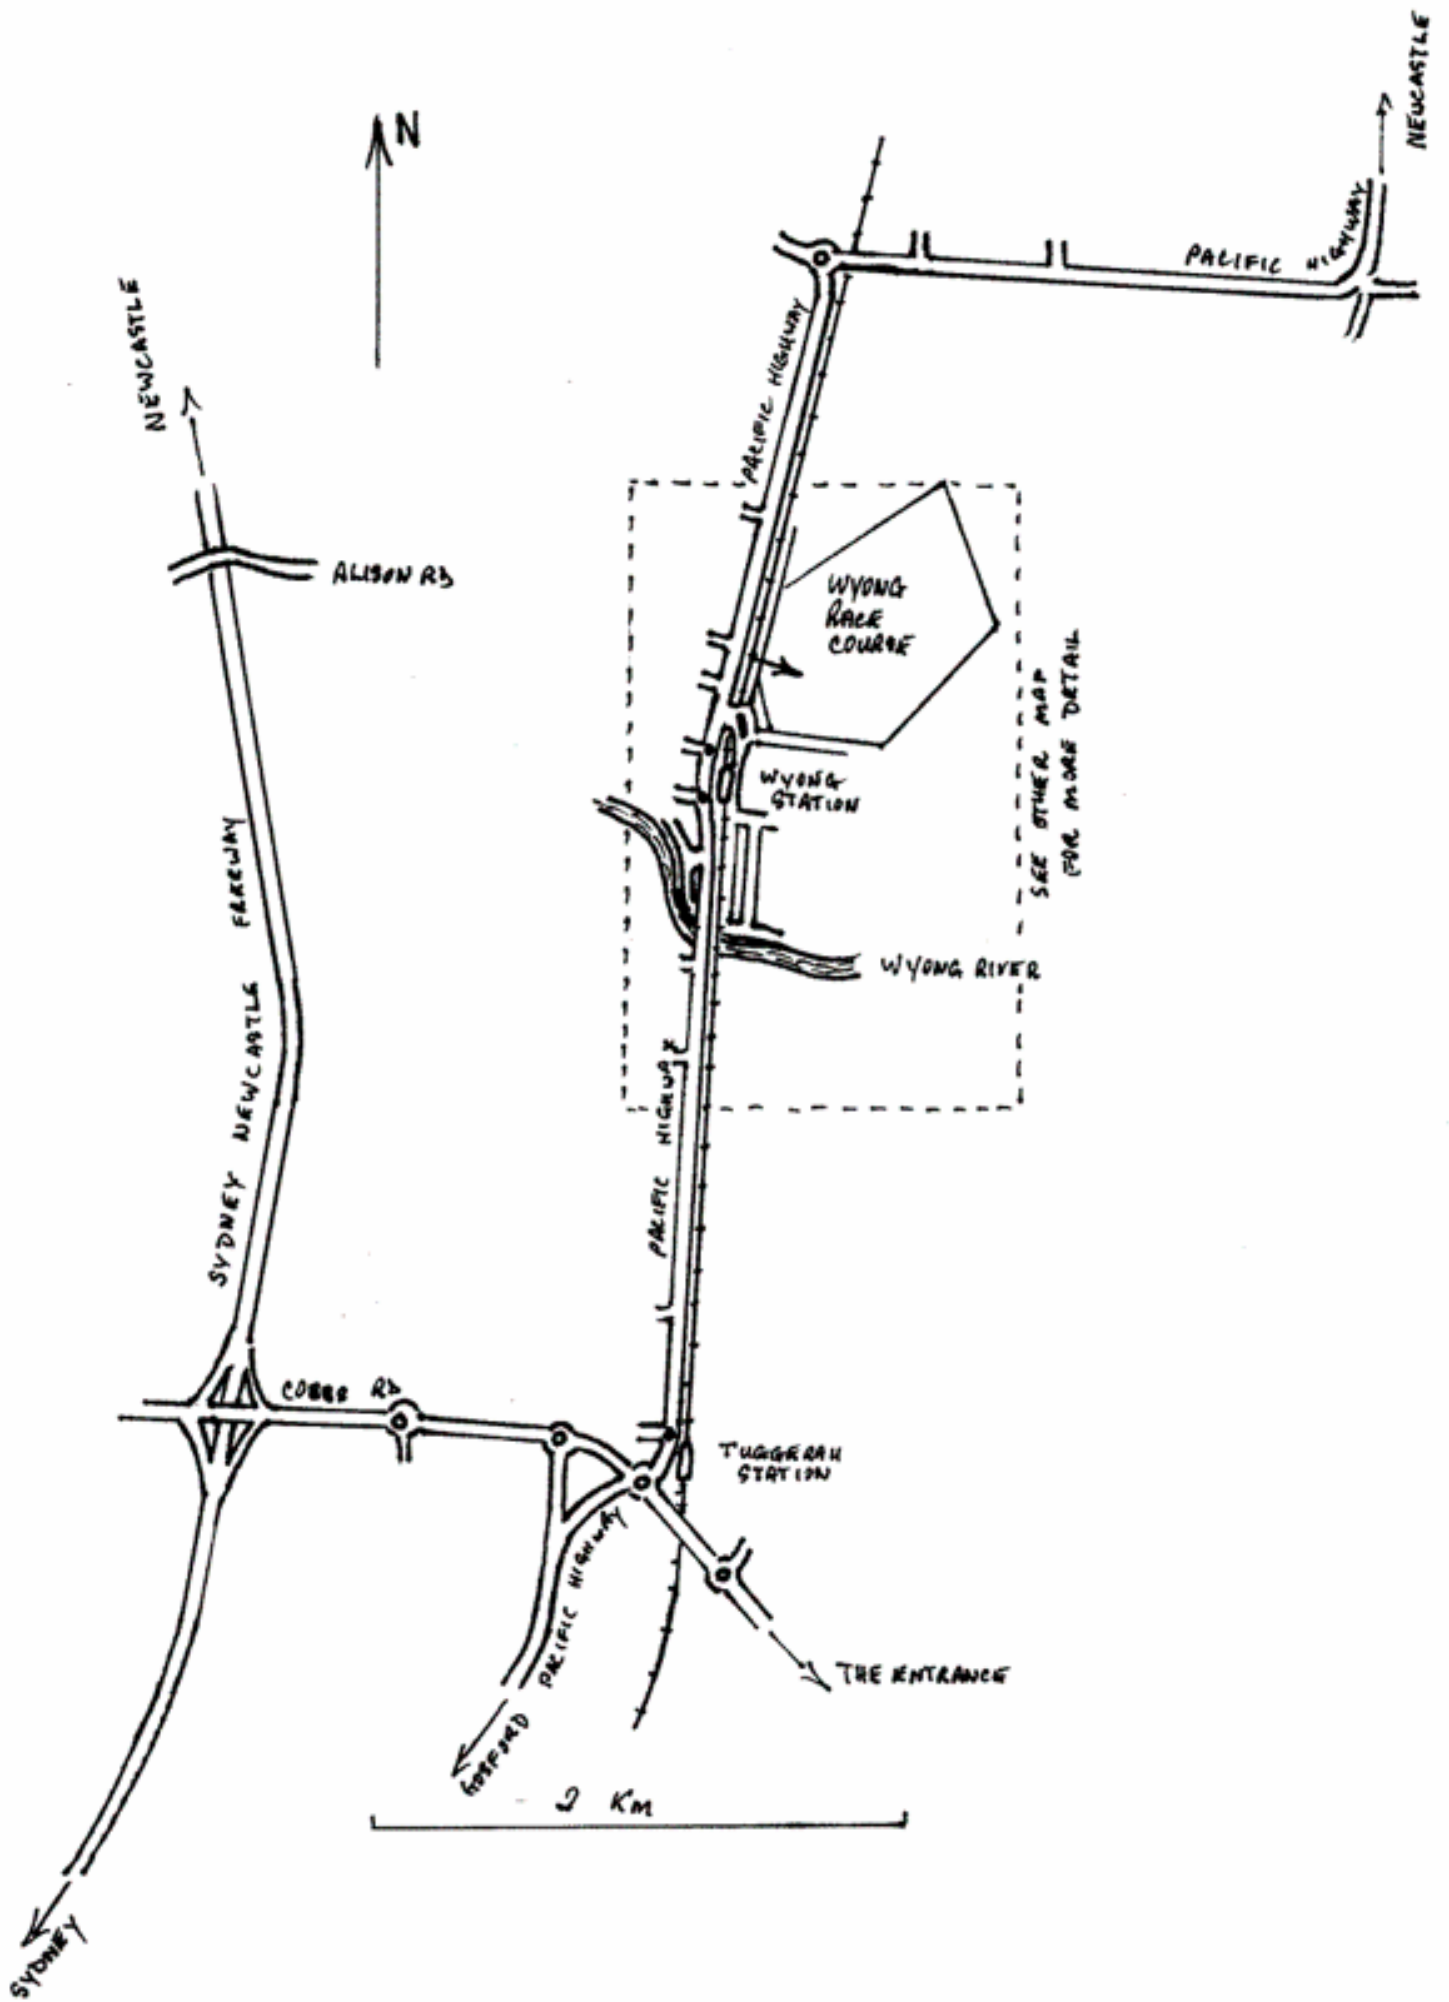 NEWCASTLE
N
PACIFIC HIGHWAY
NEWCASTLE
PACIFIC HIGHWAY
ALISON RD
WYONG
RACE
COURSE
SEE OTHER MAP
FOR MORE DETAIL
WYONG
STATION
SYDNEY NEWCASTLE FREEWAY
WYONG RIVER
PACIFIC HIGHWAY
RD
TUGGERAH
STATION
PACIFIC HIGHWAY
THE ENTRANCE
GOSFORD
2 KM
SYDNEY